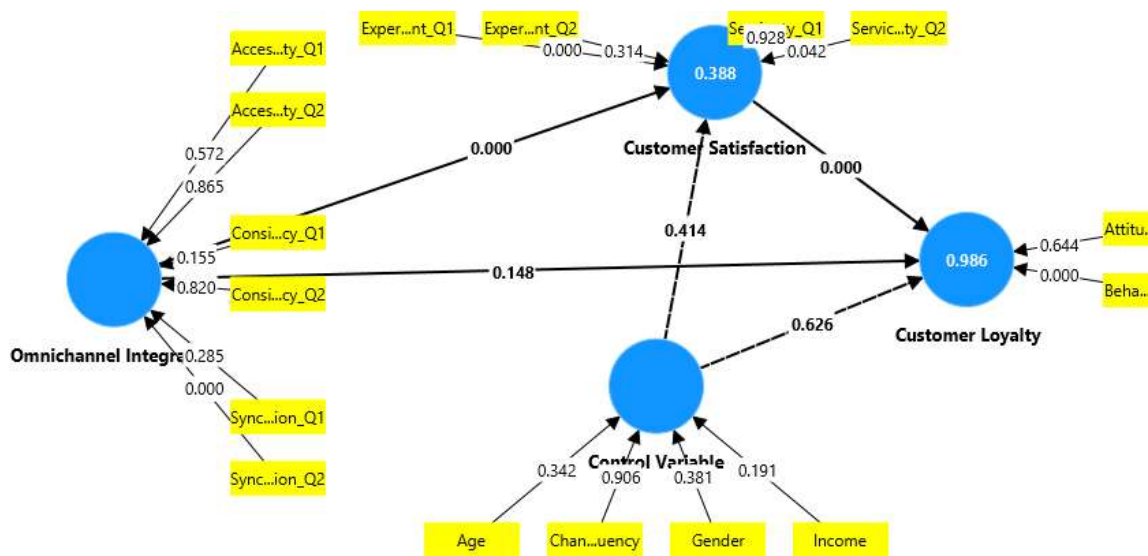 Exper...nt_Q1
Exper...nt_Q2
Servic...ty_Q1
Servic...ty_Q2
0.000
0.314
0.928
0.042
0.388
Customer Satisfaction
Acces...ty_Q1
Acces...ty_Q2
0.572
0.865
0.000
0.000
0.414
Consi...cy_Q1
0.155
0.820
Consi...cy_Q2
0.148
0.986
0.644
Attitu...
0.000
Beha...
Customer Loyalty
Omnichannel Integra
0.285
0.000
Sync...ion_Q1
Sync...ion_Q2
0.626
Control Variable
0.342
0.906
0.381
0.191
Age
Chan...uency
Gender
Income